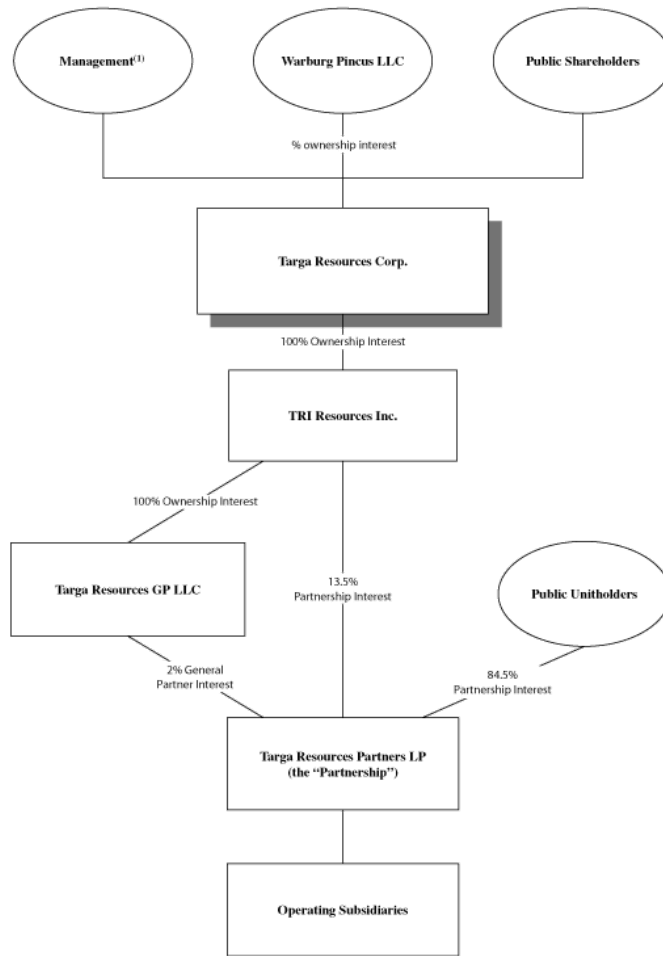 Management(1)
Warburg Pincus LLC
Public Shareholders
% ownership interest
Targa Resources Corp.
100% Ownership Interest
TRI Resources Inc.
100% Ownership Interest
Targa Resources GP LLC
13.5%
Partnership Interest
Public Unitholders
2% General
Partner Interest
84.5%
Partnership Interest
Targa Resources Partners LP
(the “Partnership”)
Operating Subsidiaries